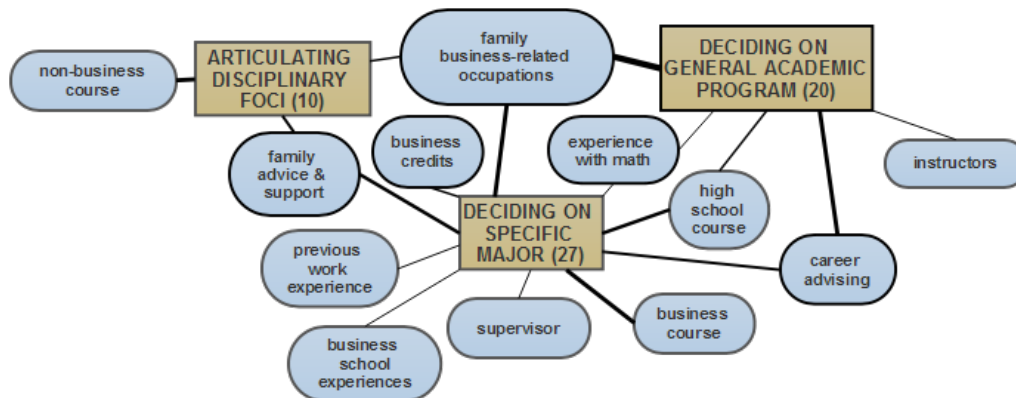 non-business
course
ARTICULATING
DISCIPLINARY
FOCI (10)
family
business-related
occupations
DECIDING ON
GENERAL ACADEMIC
PROGRAM (20)
family
advice &
support
business
credits
experience
with math
instructors
high
school
course
DECIDING ON
SPECIFIC
MAJOR (27)
previous
work
experience
career
advising
business
school
experiences
supervisor
business
course